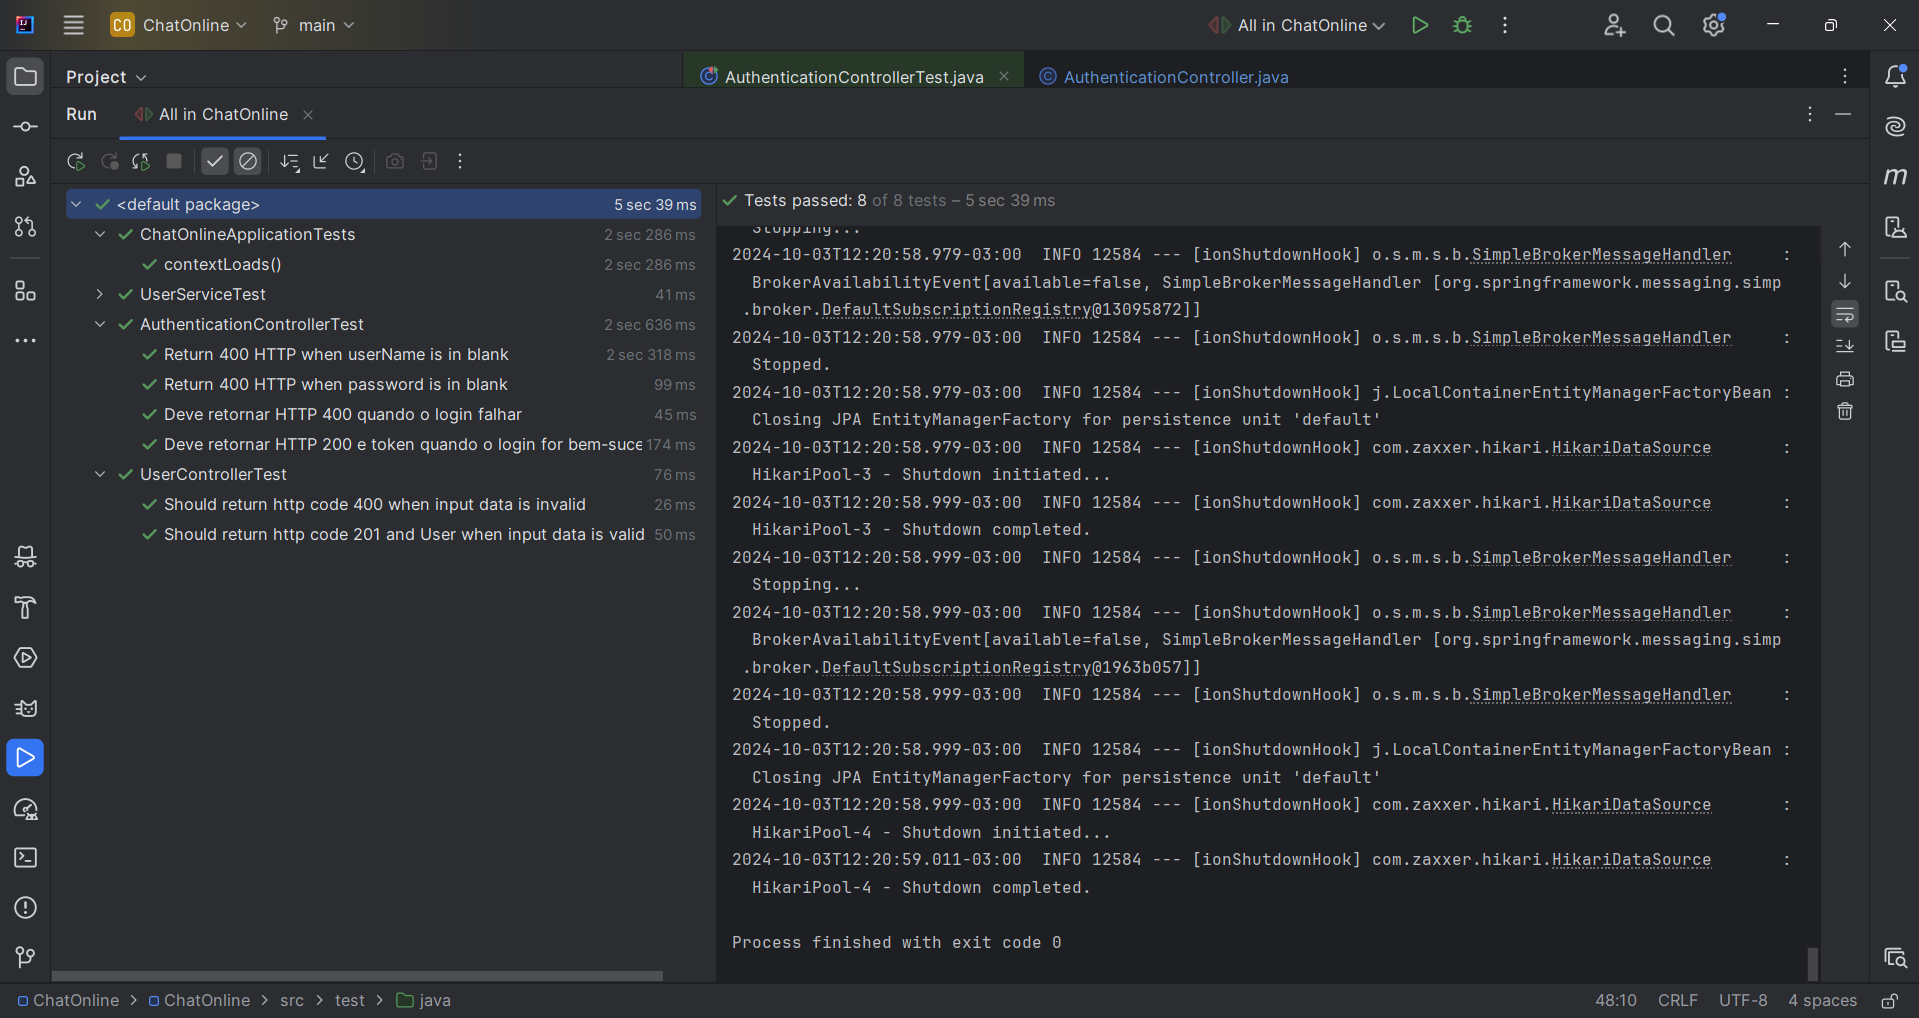 CO ChatOnline main All in ChatOnline
Project AuthenticationControllerTest.java AuthenticationController.java
Run All in ChatOnline
<default package> 5 sec 39 ms
ChatOnlineApplicationTests 2 sec 286 ms
contextLoads() 2 sec 286 ms
UserServiceTest 41 ms
AuthenticationControllerTest 2 sec 636 ms
Return 400 HTTP when userName is in blank 2 sec 318 ms
Return 400 HTTP when password is in blank 99 ms
Deve retornar HTTP 400 quando o login falhar 45 ms
Deve retornar HTTP 200 e token quando o login for bem-suce 174 ms
UserControllerTest 76 ms
Should return http code 400 when input data is invalid 26 ms
Should return http code 201 and User when input data is valid 50 ms
Tests passed: 8 of 8 tests – 5 sec 39 ms
Stopping...
2024-10-03T12:20:58.979-03:00  INFO 12584 --- [ionShutdownHook] o.s.m.s.b.SimpleBrokerMessageHandler :
BrokerAvailabilityEvent[available=false, SimpleBrokerMessageHandler [org.springframework.messaging.simp
.broker.DefaultSubscriptionRegistry@13095872]]
2024-10-03T12:20:58.979-03:00  INFO 12584 --- [ionShutdownHook] o.s.m.s.b.SimpleBrokerMessageHandler :
Stopped.
2024-10-03T12:20:58.979-03:00  INFO 12584 --- [ionShutdownHook] j.LocalContainerEntityManagerFactoryBean :
Closing JPA EntityManagerFactory for persistence unit 'default'
2024-10-03T12:20:58.979-03:00  INFO 12584 --- [ionShutdownHook] com.zaxxer.hikari.HikariDataSource :
HikariPool-3 - Shutdown initiated...
2024-10-03T12:20:58.999-03:00  INFO 12584 --- [ionShutdownHook] com.zaxxer.hikari.HikariDataSource :
HikariPool-3 - Shutdown completed.
2024-10-03T12:20:58.999-03:00  INFO 12584 --- [ionShutdownHook] o.s.m.s.b.SimpleBrokerMessageHandler :
Stopping...
2024-10-03T12:20:58.999-03:00  INFO 12584 --- [ionShutdownHook] o.s.m.s.b.SimpleBrokerMessageHandler :
BrokerAvailabilityEvent[available=false, SimpleBrokerMessageHandler [org.springframework.messaging.simp
.broker.DefaultSubscriptionRegistry@1963b057]]
2024-10-03T12:20:58.999-03:00  INFO 12584 --- [ionShutdownHook] o.s.m.s.b.SimpleBrokerMessageHandler :
Stopped.
2024-10-03T12:20:58.999-03:00  INFO 12584 --- [ionShutdownHook] j.LocalContainerEntityManagerFactoryBean :
Closing JPA EntityManagerFactory for persistence unit 'default'
2024-10-03T12:20:58.999-03:00  INFO 12584 --- [ionShutdownHook] com.zaxxer.hikari.HikariDataSource :
HikariPool-4 - Shutdown initiated...
2024-10-03T12:20:59.011-03:00  INFO 12584 --- [ionShutdownHook] com.zaxxer.hikari.HikariDataSource :
HikariPool-4 - Shutdown completed.
Process finished with exit code 0
ChatOnline > ChatOnline > src > test > java 48:10 CRLF UTF-8 4 spaces